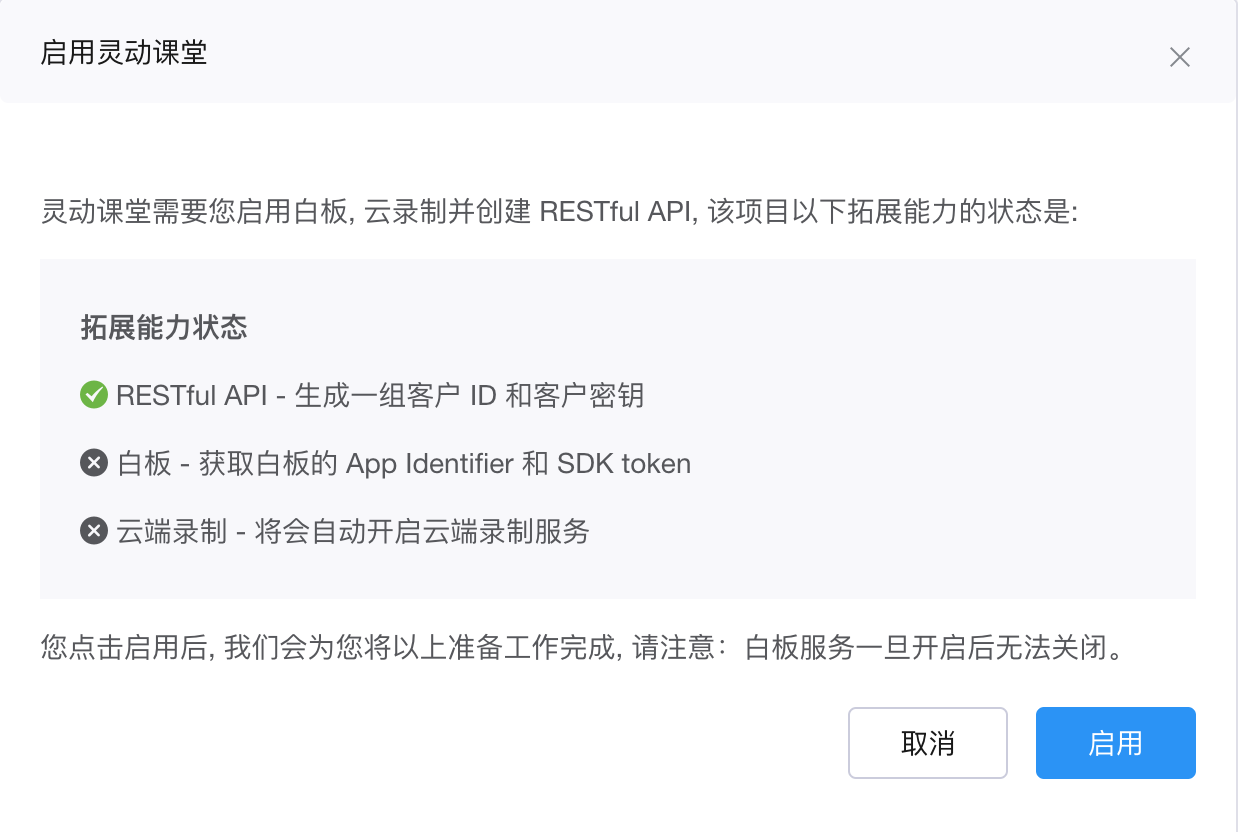 启用灵动课堂
灵动课堂需要您启用白板, 云录制并创建 RESTful API, 该项目以下拓展能力的状态是:
拓展能力状态
RESTful API - 生成一组客户 ID 和客户密钥
白板 - 获取白板的 App Identifier 和 SDK token
云端录制 - 将会自动开启云端录制服务
您点击启用后, 我们会为您将以上准备工作完成, 请注意：白板服务一旦开启后无法关闭。
取消
启用